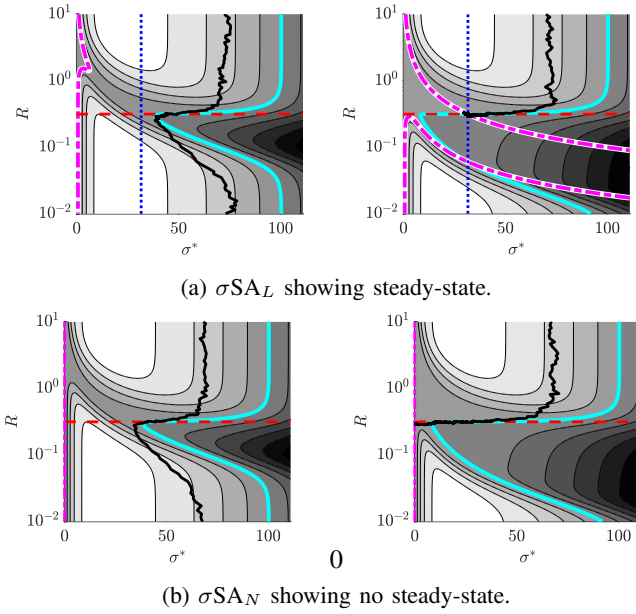 10^1
10^0
10^{-1}
10^{-2}
R
0
50
100
σ*
10^1
10^0
10^{-1}
10^{-2}
R
0
50
100
σ*
(a) σSA_L showing steady-state.
10^1
10^0
10^{-1}
10^{-2}
R
0
50
100
σ*
10^1
10^0
10^{-1}
10^{-2}
R
0
50
100
σ*
0
(b) σSA_N showing no steady-state.